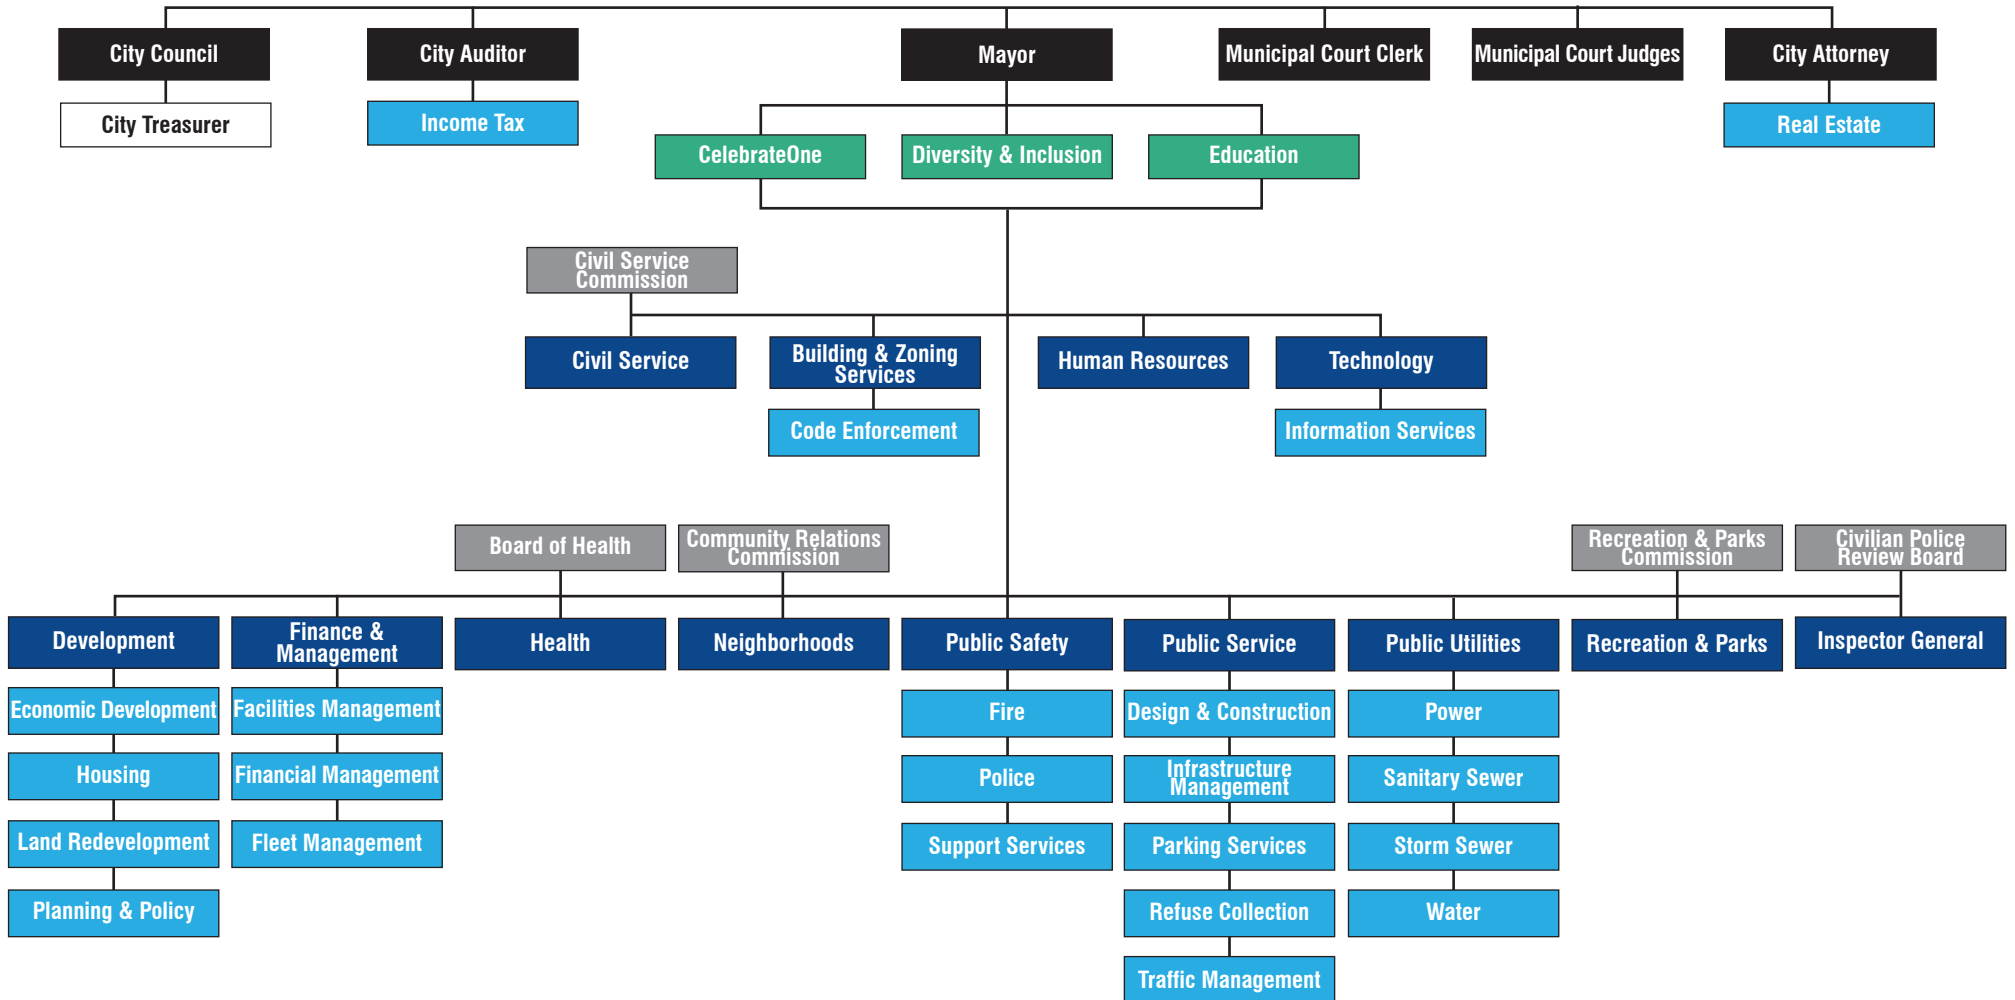 City Council
City Auditor
Mayor
Municipal Court Clerk
Municipal Court Judges
City Attorney
City Treasurer
Income Tax
Real Estate
CelebrateOne
Diversity & Inclusion
Education
Civil Service
Commission
Civil Service
Building & Zoning
Services
Human Resources
Technology
Code Enforcement
Information Services
Board of Health
Community Relations
Commission
Recreation & Parks
Commission
Civilian Police
Review Board
Development
Finance &
Management
Health
Neighborhoods
Public Safety
Public Service
Public Utilities
Recreation & Parks
Inspector General
Economic Development
Facilities Management
Fire
Design & Construction
Power
Housing
Financial Management
Police
Infrastructure
Management
Sanitary Sewer
Land Redevelopment
Fleet Management
Support Services
Parking Services
Storm Sewer
Planning & Policy
Refuse Collection
Water
Traffic Management